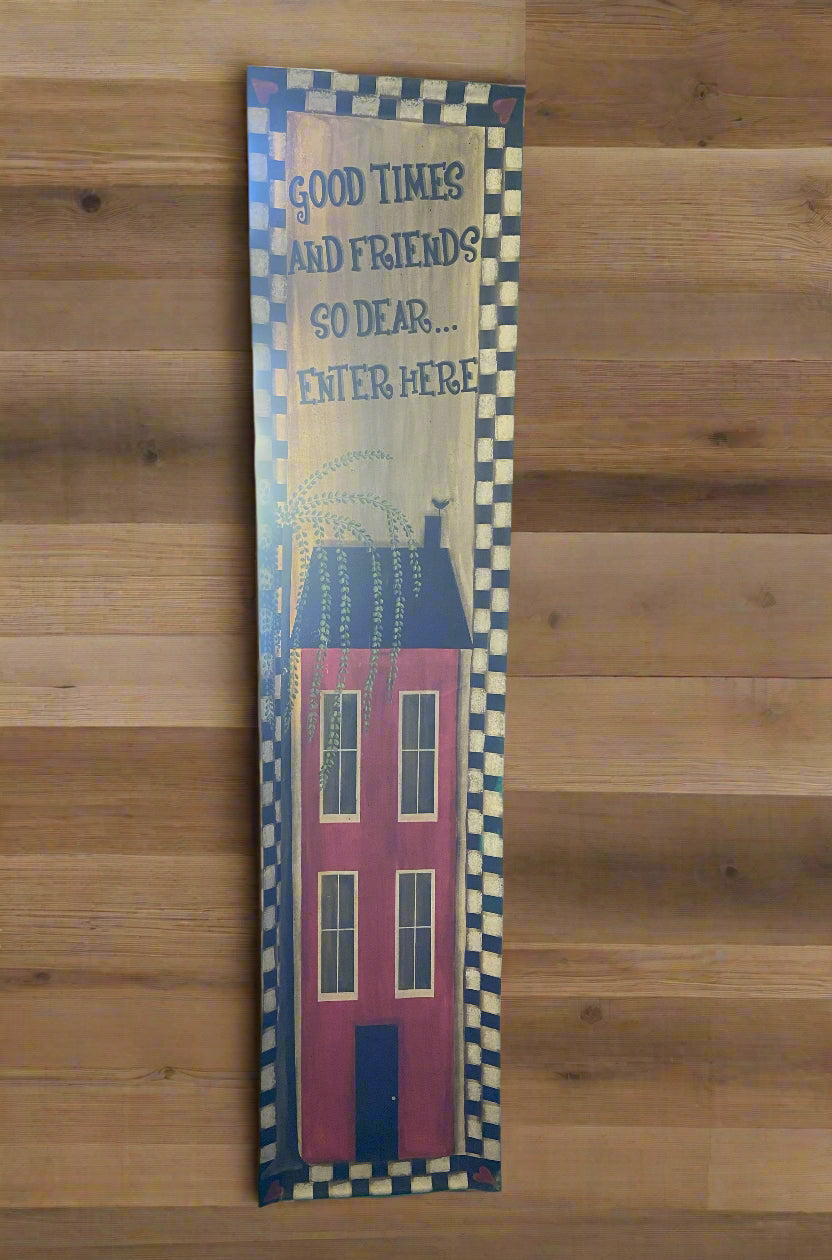 GOOD TIMES
AND FRIENDS
SO DEAR...
ENTER HERE